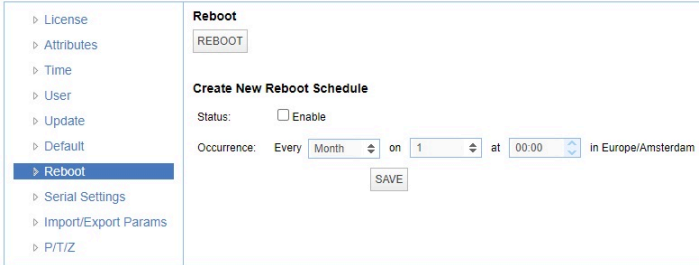 License
Attributes
Time
User
Update
Default
Reboot
Serial Settings
Import/Export Params
P/T/Z
Reboot
REBOOT
Create New Reboot Schedule
Status: Enable
Occurrence: Every Month on 1 at 00:00 in Europe/Amsterdam
SAVE